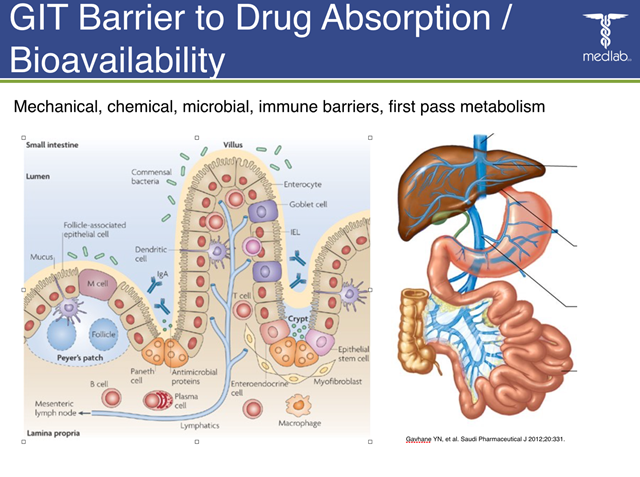 GIT Barrier to Drug Absorption /
Bioavailability
medlab
Mechanical, chemical, microbial, immune barriers, first pass metabolism
Small intestine
Villus
Lumen
Commensal
bacteria
Enterocyte
Goblet cell
Follicle-associated
epithelial cell
IEL
Dendritic
cell
Mucus
IgA
M cell
T cell
Crypt
Follicle
Peyer's patch
Paneth
cell
Antimicrobial
proteins
Epithelial
stem cell
B cell
Plasma
cell
Enteroendocrine
cell
Myofibroblast
Mesenteric
lymph node
Lymphatics
Macrophage
Lamina propria
Gavhane YN, et al. Saudi Pharmaceutical J 2012;20:331.